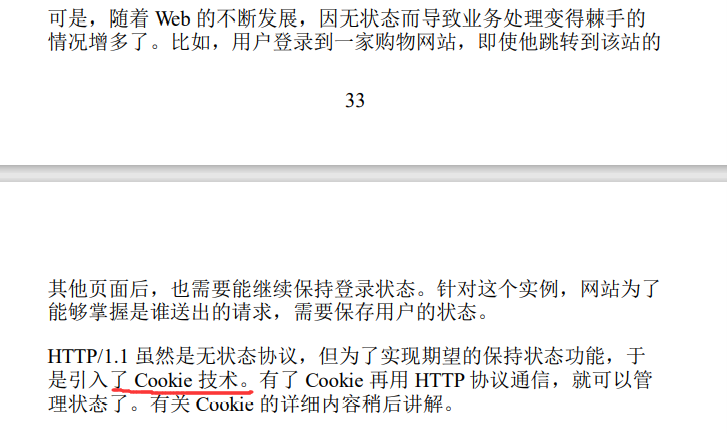 可是，随着 Web 的不断发展，因无状态而导致业务处理变得棘手的
情况增多了。比如，用户登录到一家购物网站，即使他跳转到该站的
33
其他页面后，也需要能继续保持登录状态。针对这个实例，网站为了
能够掌握是谁送出的请求，需要保存用户的状态。
HTTP/1.1 虽然是无状态协议，但为了实现期望的保持状态功能，于
是引入了 Cookie 技术。有了 Cookie 再用 HTTP 协议通信，就可以管
理状态了。有关 Cookie 的详细内容稍后讲解。